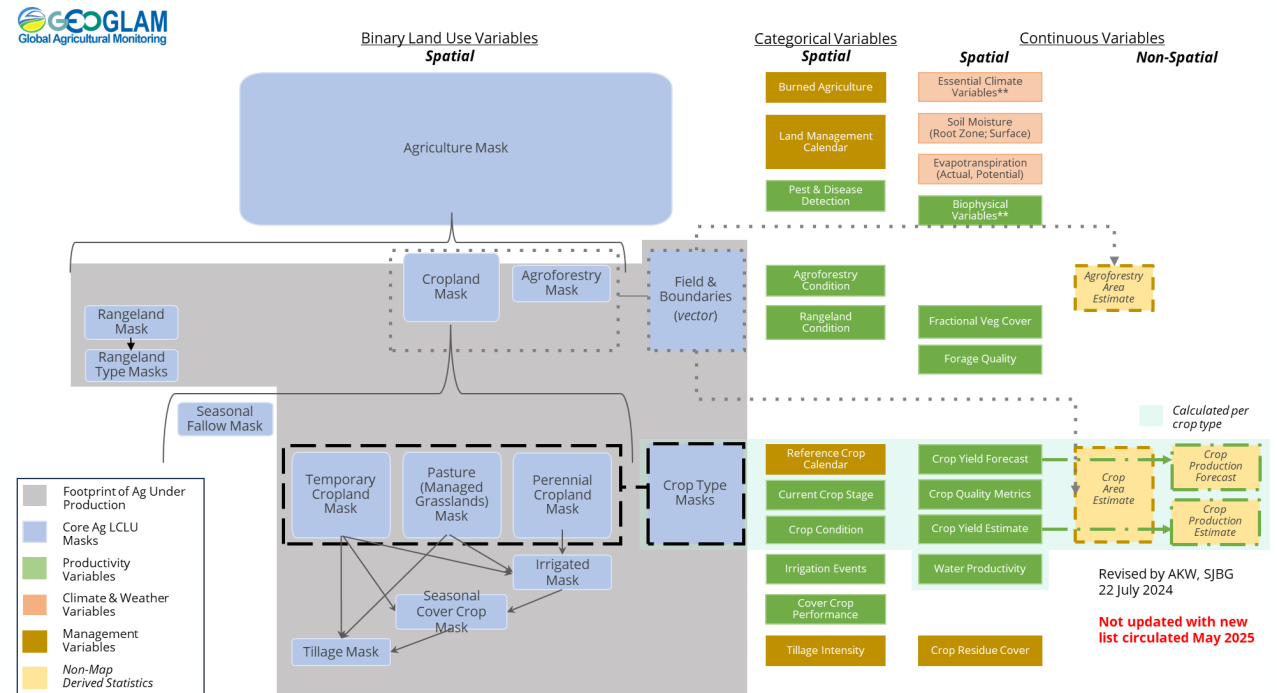 GEOGLAM
Global Agricultural Monitoring
Binary Land Use Variables
Spatial
Categorical Variables
Spatial
Continuous Variables
Spatial
Non-Spatial
Agriculture Mask
Burned Agriculture
Land Management
Calendar
Pest & Disease
Detection
Essential Climate
Variables**
Soil Moisture
(Root Zone; Surface)
Evapotranspiration
(Actual, Potential)
Biophysical
Variables**
Cropland
Mask
Agroforestry
Mask
Field &
Boundaries
(vector)
Agroforestry
Condition
Rangeland
Condition
Fractional Veg Cover
Forage Quality
Agroforestry
Area
Estimate
Rangeland
Mask
Rangeland
Type Masks
Seasonal
Fallow Mask
Calculated per
crop type
Temporary
Cropland
Mask
Pasture
(Managed
Grasslands)
Mask
Perennial
Cropland
Mask
Crop Type
Masks
Reference Crop
Calendar
Current Crop Stage
Crop Condition
Irrigation Events
Cover Crop
Performance
Tillage Intensity
Crop Yield Forecast
Crop Quality Metrics
Crop Yield Estimate
Water Productivity
Crop Residue Cover
Crop
Area
Estimate
Crop
Production
Forecast
Crop
Production
Estimate
Irrigated
Mask
Seasonal
Cover Crop
Mask
Tillage Mask
Footprint of Ag Under
Production
Core Ag LCLU
Masks
Productivity
Variables
Climate & Weather
Variables
Management
Variables
Non-Map
Derived Statistics
Revised by AKW, SJBG
22 July 2024
Not updated with new
list circulated May 2025